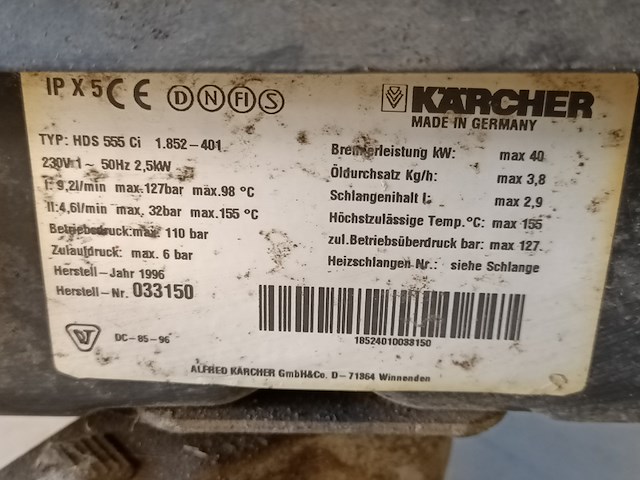 IP X 5 CE D N FI S
KÄRCHER
MADE IN GERMANY
TYP: HDS 555 Ci 1.852-401
230V 1~ 50Hz 2,5kW
I: 9,2l/min max.127bar max.98 °C
II:4,6l/min max. 32bar max.155 °C
Betriebsdruck:max. 110 bar
Zulaufdruck: max. 6 bar
Herstell-Jahr 1996
Herstell-Nr. 033150
Brennerleistung kW: max 40
Öldurchsatz Kg/h: max 3,8
Schlangeninhalt l: max 2,9
Höchstzulässige Temp.°C: max 155
zul.Betriebsüberdruck bar: max 127.
Heizschlangen Nr.: siehe Schlange
18524010033150
DC-85-96
ALFRED KÄRCHER GmbH&Co. D-71364 Winnenden